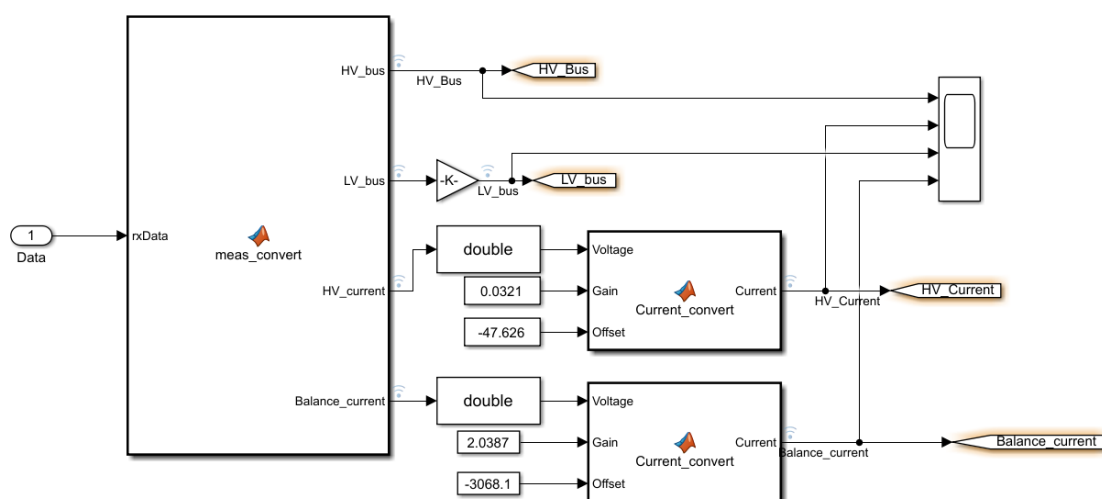 HV_bus
HV_Bus
HV_Bus
LV_bus
-K-
LV_bus
LV_bus
1
Data
rxData
meas_convert
HV_current
double
0.0321
-47.626
Voltage
Gain
Offset
Current_convert
Current
HV_Current
HV_Current
Balance_current
double
2.0387
-3068.1
Voltage
Gain
Offset
Current_convert
Current
Balance_current
Balance_current